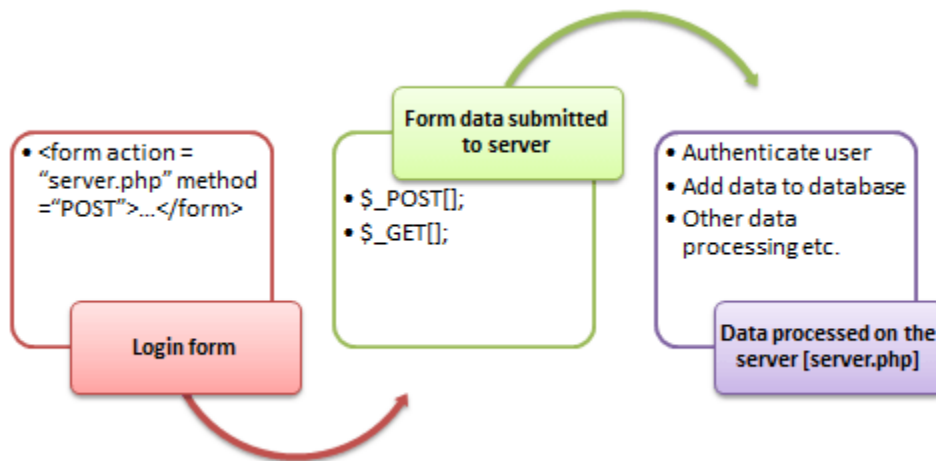 • <form action =
“server.php” method
=“POST”>...</form>
Login form
Form data submitted
to server
• $_POST[];
• $_GET[];
• Authenticate user
• Add data to database
• Other data
processing etc.
Data processed on the
server [server.php]